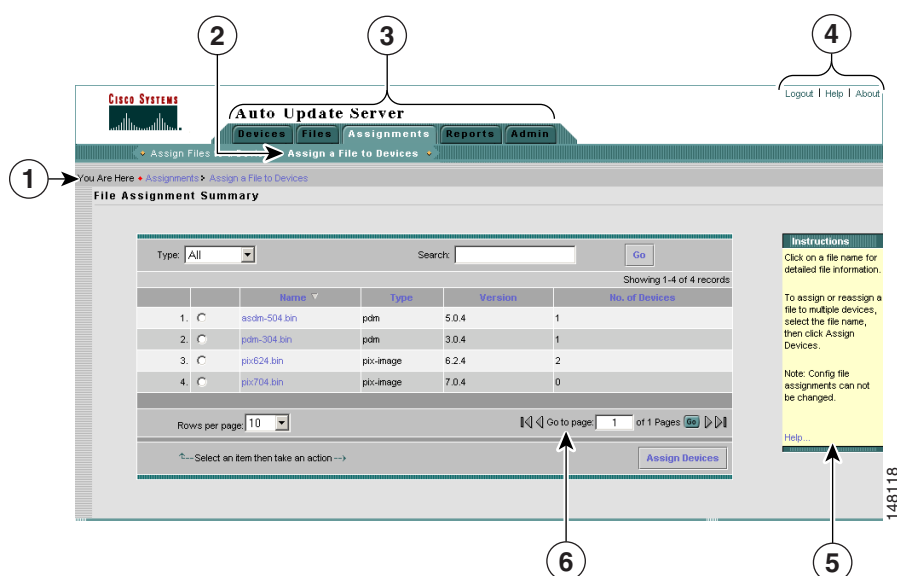 2
3
4
Logout | Help | About
CISCO SYSTEMS
Auto Update Server
Devices Files Assignments Reports Admin
Assign Files Assign a File to Devices
1
You Are Here Assignments Assign a File to Devices
File Assignment Summary
Type: All Search: Go
Showing 1-4 of 4 records
Name Type Version No. of Devices
1. asdm-504.bin pdm 5.0.4 1
2. pdm-304.bin pdm 3.0.4 1
3. pix624.bin pix-image 6.2.4 2
4. pix704.bin pix-image 7.0.4 0
Rows per page: 10 Go to page: 1 of 1 Pages Go
Select an item then take an action Assign Devices
Instructions
Click on a file name for
detailed file information.
To assign or reassign a
file to multiple devices,
select the file name,
then click Assign
Devices.
Note: Config file
assignments can not
be changed.
Help...
148118
6
5